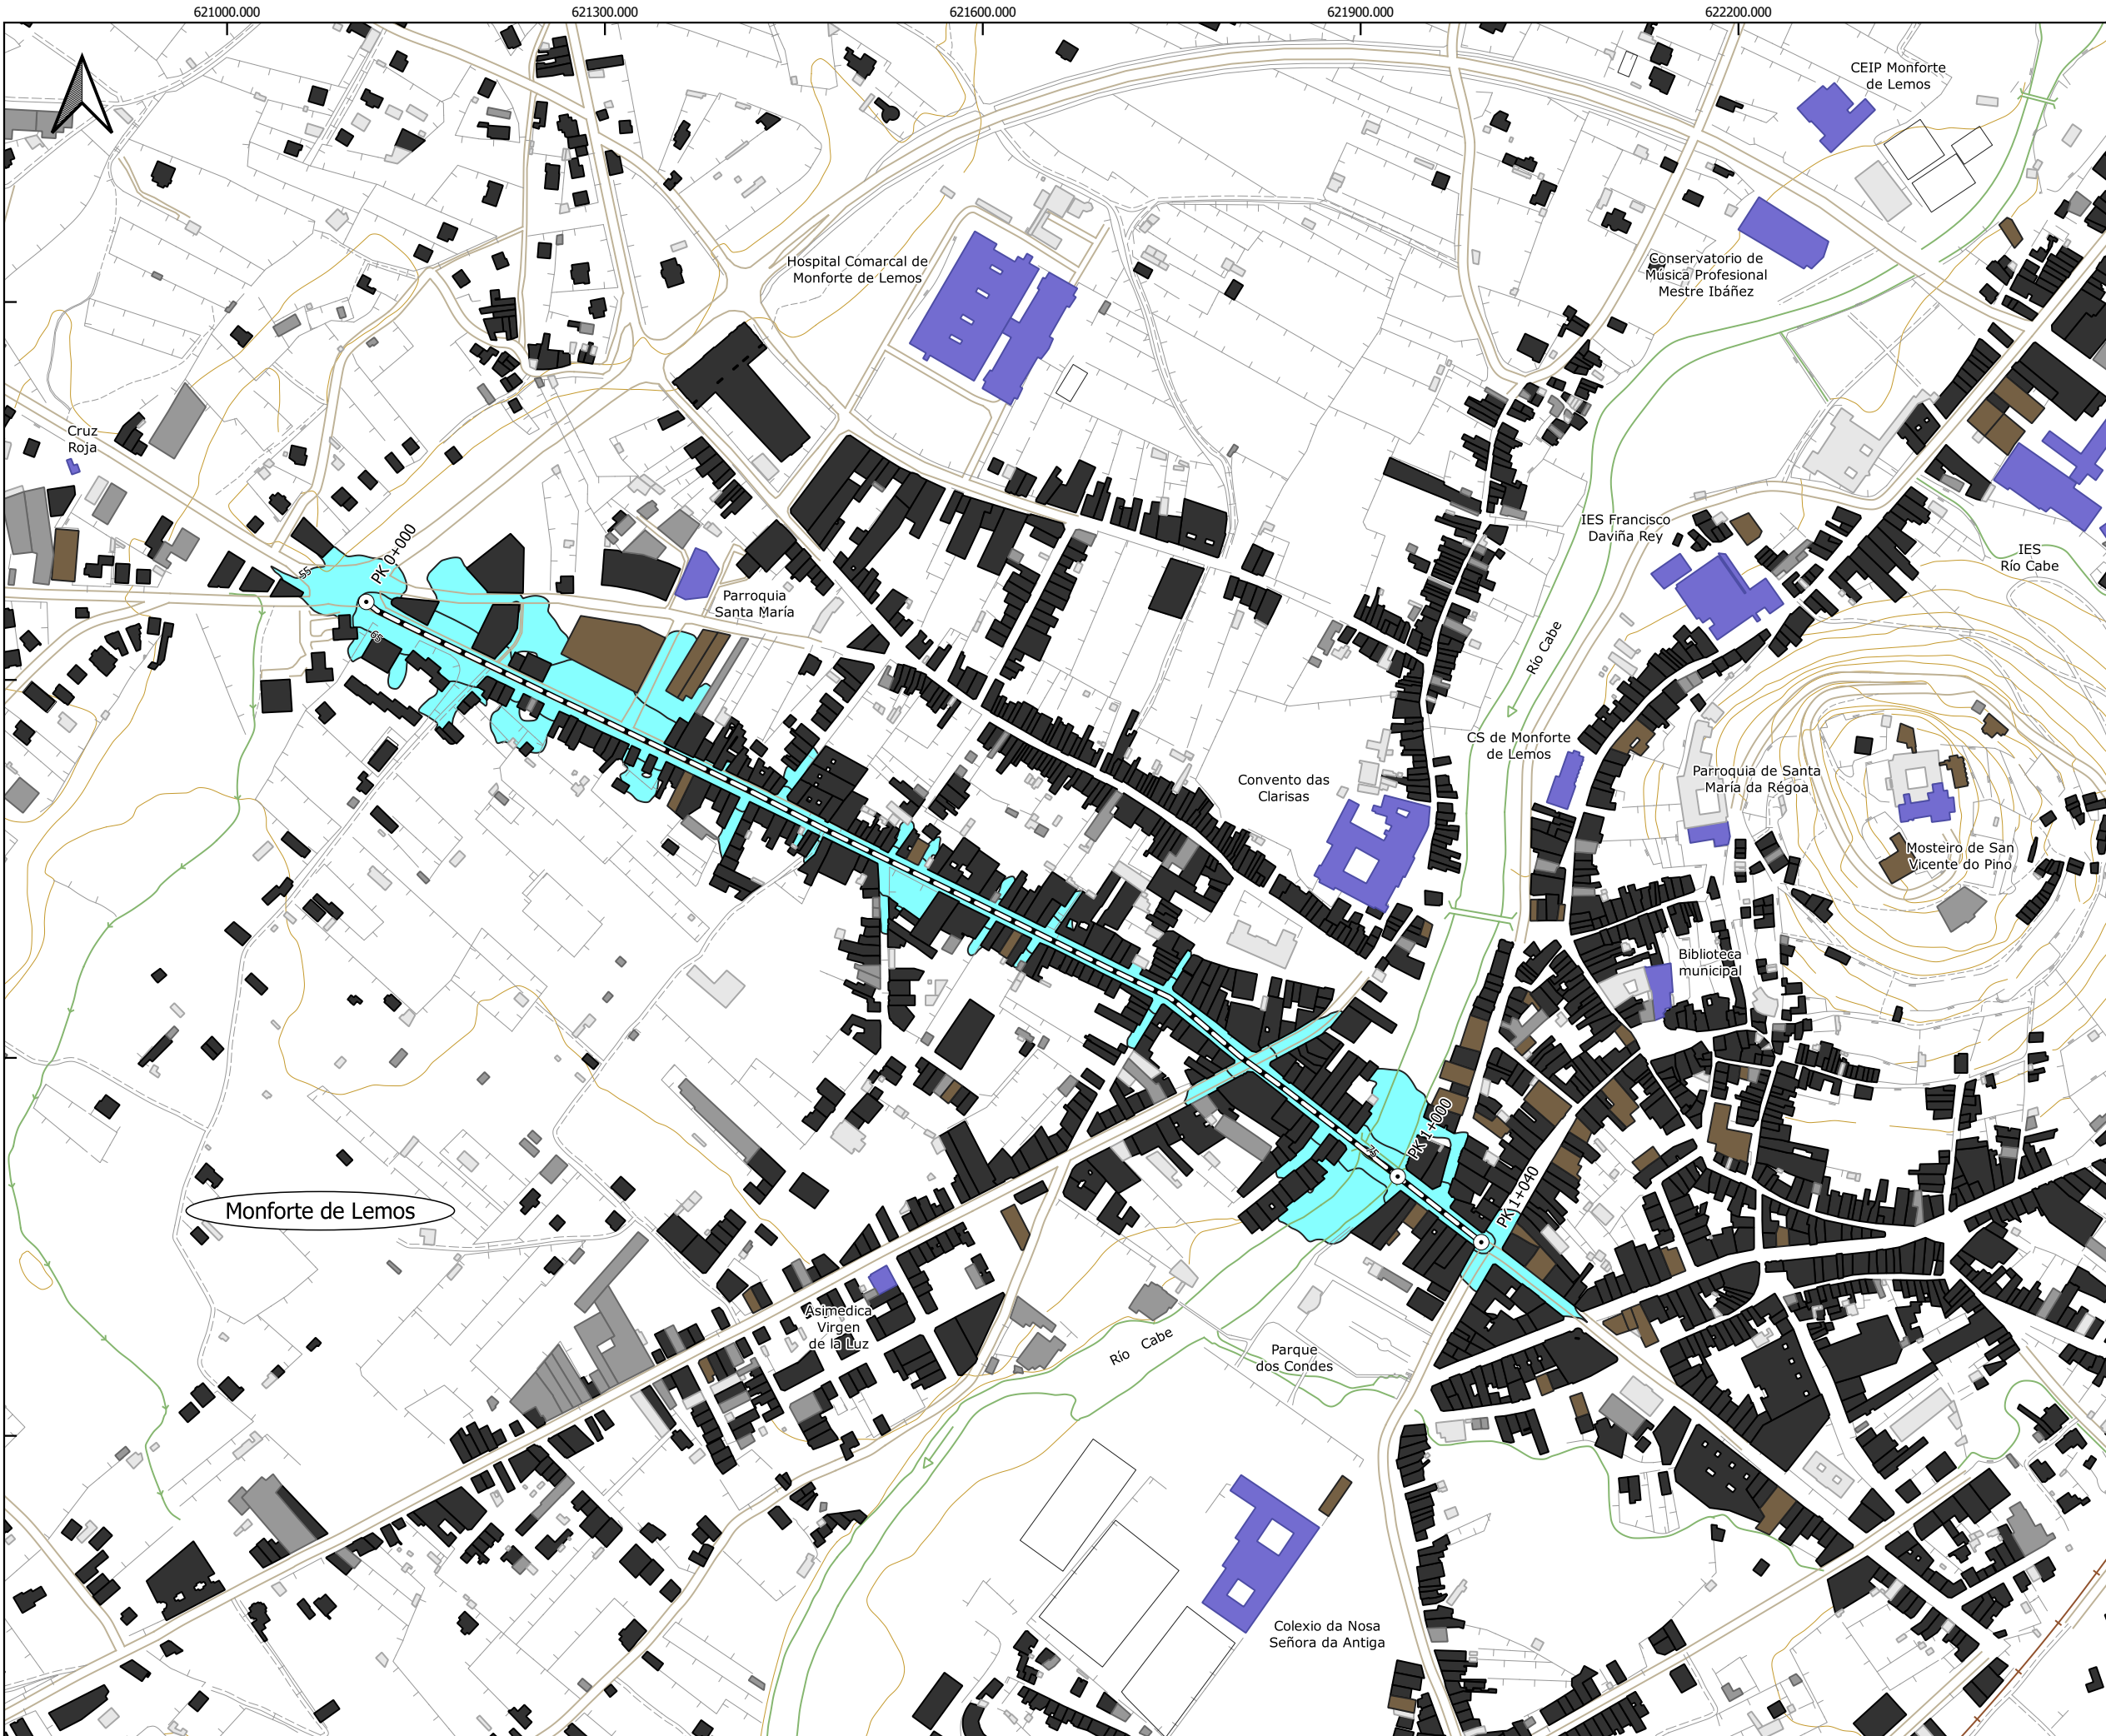 621000.000
621300.000
621600.000
621900.000
622200.000
CEIP Monforte
de Lemos
Hospital Comarcal de
Monforte de Lemos
Conservatorio de
Música Profesional
Mestre Ibáñez
Cruz
Roja
IES Francisco
Daviña Rey
IES
Río Cabe
PK 0+000
55
65
Parroquia
Santa María
Río Cabe
CS de Monforte
de Lemos
Convento das
Clarisas
Parroquia de Santa
María da Régoa
Mosteiro de San
Vicente do Pino
Biblioteca
municipal
PK 1+000
PK 1+040
Monforte de Lemos
Asimedica
Virgen
de la Luz
Río Cabe
Parque
dos Condes
Colexio da Nosa
Señora da Antiga